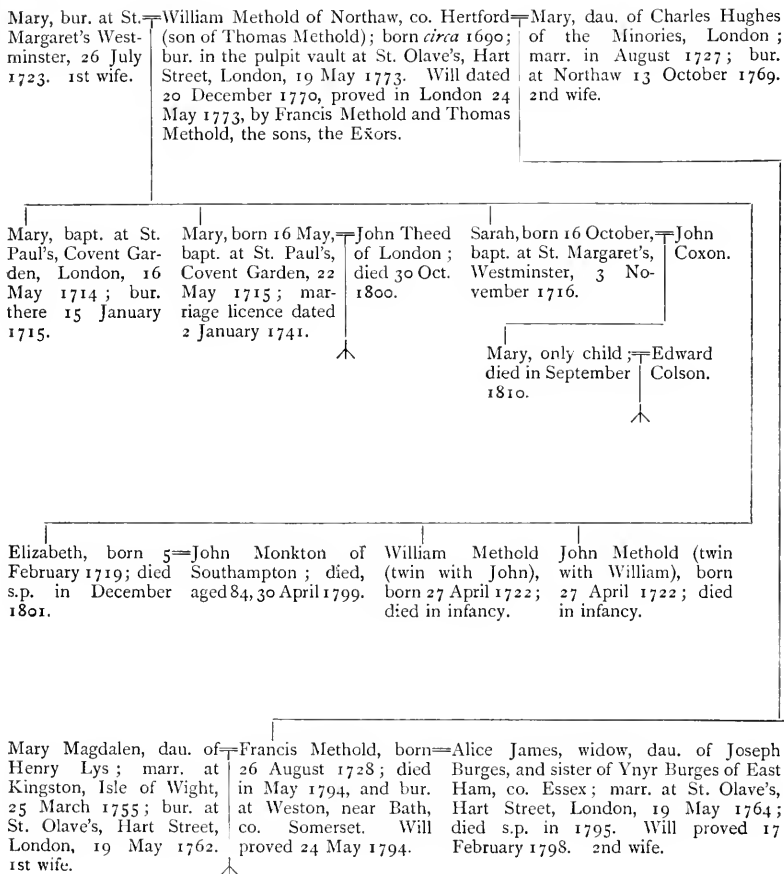 Mary, bur. at St.
Margaret's West-
minster, 26 July
1723. 1st wife.
William Methold of Northaw, co. Hertford
(son of Thomas Methold); born circa 1690;
bur. in the pulpit vault at St. Olave's, Hart
Street, London, 19 May 1773. Will dated
20 December 1770, proved in London 24
May 1773, by Francis Methold and Thomas
Methold, the sons, the Exors.
Mary, dau. of Charles Hughes
of the Minories, London;
marr. in August 1727; bur.
at Northaw 13 October 1769.
2nd wife.
Mary, bapt. at St.
Paul's, Covent Gar-
den, London, 16
May 1714; bur.
there 15 January
1715.
Mary, born 16 May,
bapt. at St. Paul's,
Covent Garden, 22
May 1715; mar-
riage licence dated
2 January 1741.
John Theed
of London;
died 30 Oct.
1800.
Sarah, born 16 October,
bapt. at St. Margaret's,
Westminster, 3 No-
vember 1716.
John
Coxon.
Mary, only child;
died in September
1810.
Edward
Colson.
Elizabeth, born 5
February 1719; died
s.p. in December
1801.
John Monkton of
Southampton; died,
aged 84, 30 April 1799.
William Methold
(twin with John),
born 27 April 1722;
died in infancy.
John Methold (twin
with William), born
27 April 1722; died
in infancy.
Mary Magdalen, dau. of
Henry Lys; marr. at
Kingston, Isle of Wight,
25 March 1755; bur. at
St. Olave's, Hart Street,
London, 19 May 1762.
1st wife.
Francis Methold, born
26 August 1728; died
in May 1794, and bur.
at Weston, near Bath,
co. Somerset. Will
proved 24 May 1794.
Alice James, widow, dau. of Joseph
Burges, and sister of Ynyr Burges of East
Ham, co. Essex; marr. at St. Olave's,
Hart Street, London, 19 May 1764;
died s.p. in 1795. Will proved 17
February 1798. 2nd wife.